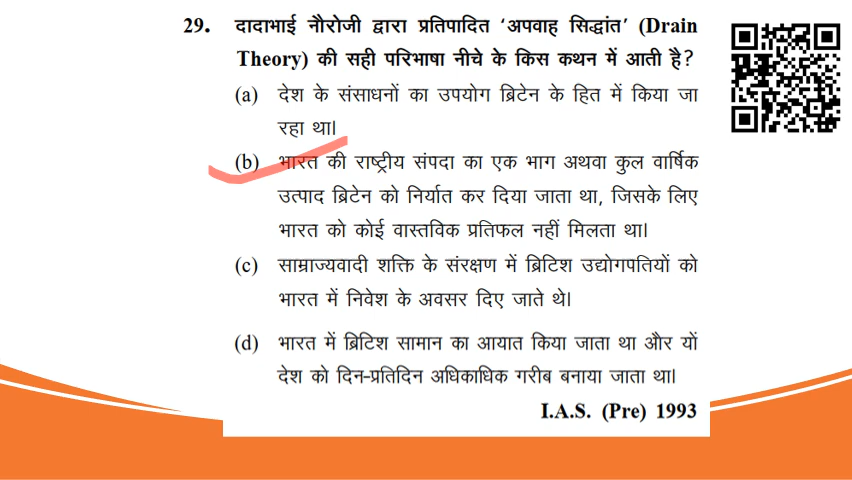 29. दादाभाई नौरोजी द्वारा प्रतिपादित ‘अपवाह सिद्धांत’ (Drain
Theory) की सही परिभाषा नीचे के किस कथन में आती है?
(a) देश के संसाधनों का उपयोग ब्रिटेन के हित में किया जा
रहा था।
(b) भारत की राष्ट्रीय संपदा का एक भाग अथवा कुल वार्षिक
उत्पाद ब्रिटेन को निर्यात कर दिया जाता था, जिसके लिए
भारत को कोई वास्तविक प्रतिफल नहीं मिलता था।
(c) साम्राज्यवादी शक्ति के संरक्षण में ब्रिटिश उद्योगपतियों को
भारत में निवेश के अवसर दिए जाते थे।
(d) भारत में ब्रिटिश सामान का आयात किया जाता था और यों
देश को दिन-प्रतिदिन अधिकाधिक गरीब बनाया जाता था।
I.A.S. (Pre) 1993